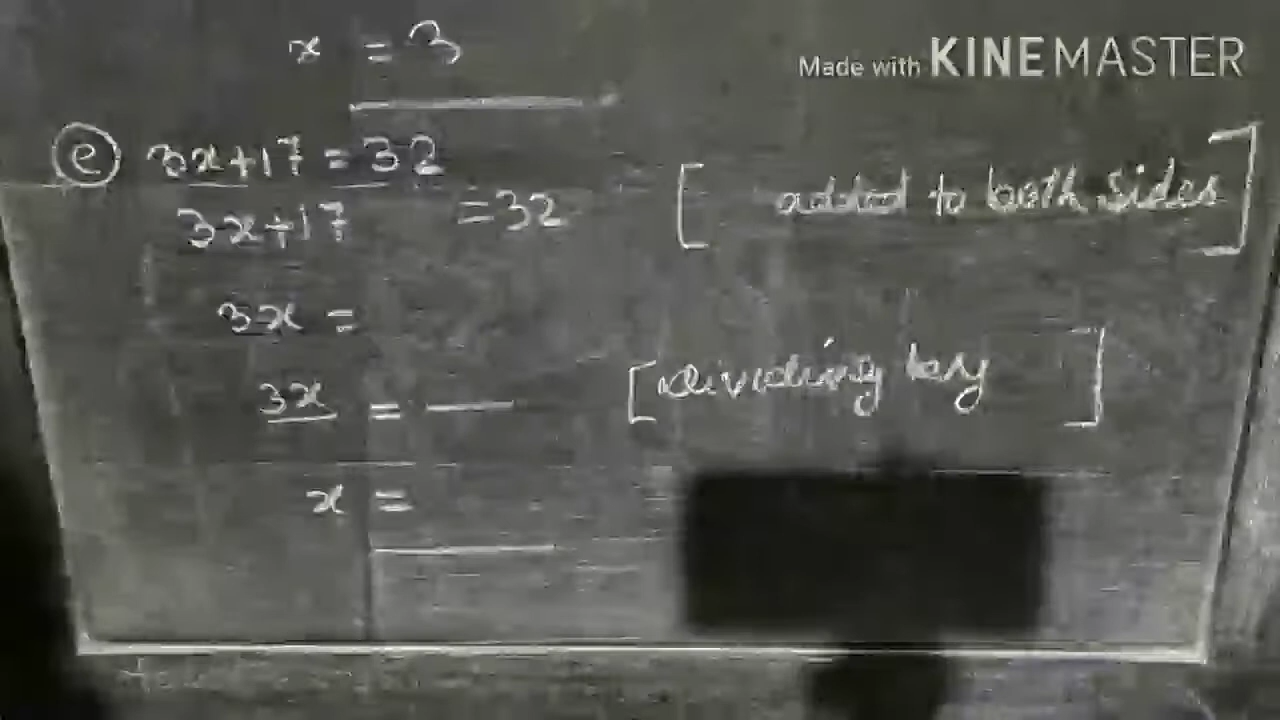 x = 3
Made with KINEMASTER
e 3x+17 = 32
3x+17 = 32 [ added to both sides ]
3x =
3x = [ dividing by ]
x =